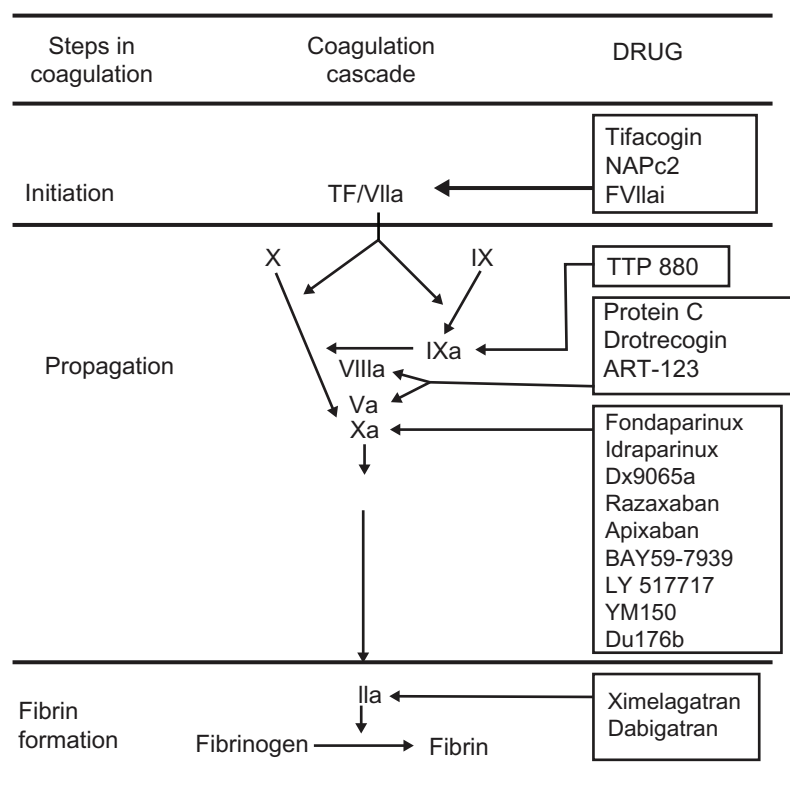 Steps in
coagulation
Coagulation
cascade
DRUG
Initiation
TF/VIIa
Tifacogin
NAPc2
FVIIai
Propagation
X
IX
IXa
VIIIa
Va
Xa
TTP 880
Protein C
Drotrecogin
ART-123
Fondaparinux
Idraparinux
Dx9065a
Razaxaban
Apixaban
BAY59-7939
LY 517717
YM150
Du176b
Fibrin
formation
IIa
Fibrinogen
Fibrin
Ximelagatran
Dabigatran